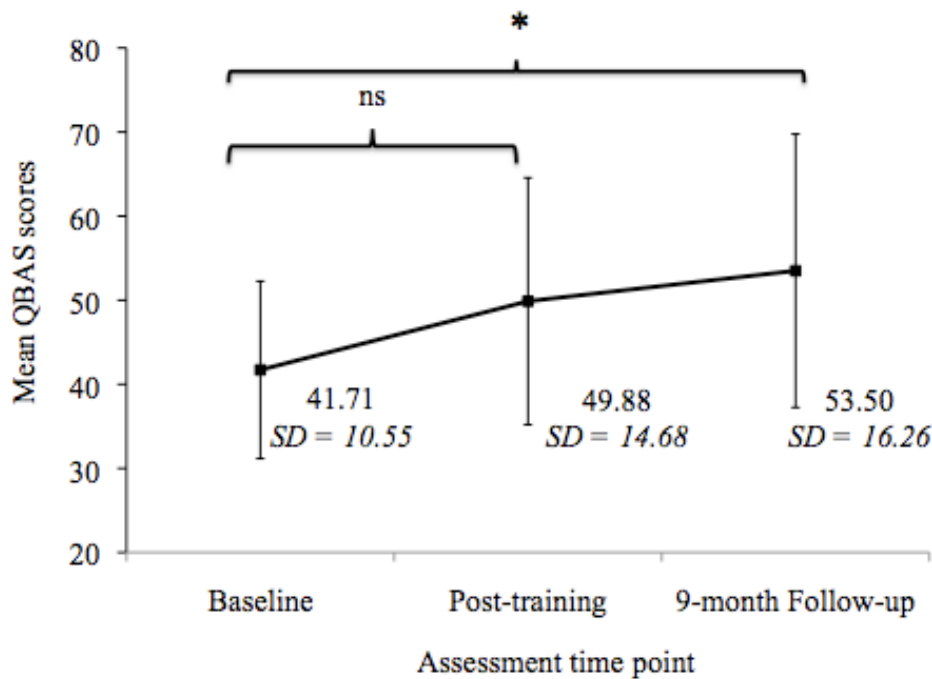 *
80
ns
70
60
50
40
30
20
Mean QBAS scores
41.71
SD = 10.55
49.88
SD = 14.68
53.50
SD = 16.26
Baseline
Post-training
9-month Follow-up
Assessment time point